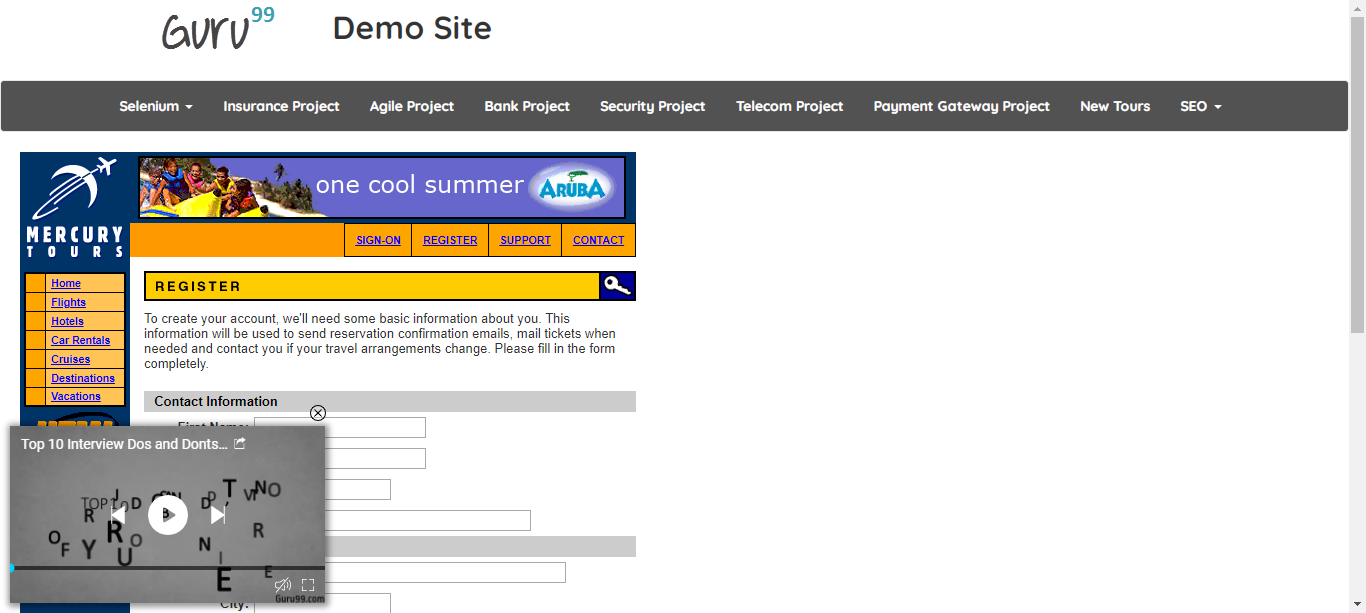 Guru99
Demo Site
Selenium
Insurance Project
Agile Project
Bank Project
Security Project
Telecom Project
Payment Gateway Project
New Tours
SEO
MERCURY
TOURS
one cool summer
ARUBA
SIGN-ON
REGISTER
SUPPORT
CONTACT
Home
Flights
Hotels
Car Rentals
Cruises
Destinations
Vacations
REGISTER
To create your account, we'll need some basic information about you. This
information will be used to send reservation confirmation emails, mail tickets when
needed and contact you if your travel arrangements change. Please fill in the form
completely.
Contact Information
First Name:
Top 10 Interview Dos and Donts...
Guru99.com
City: